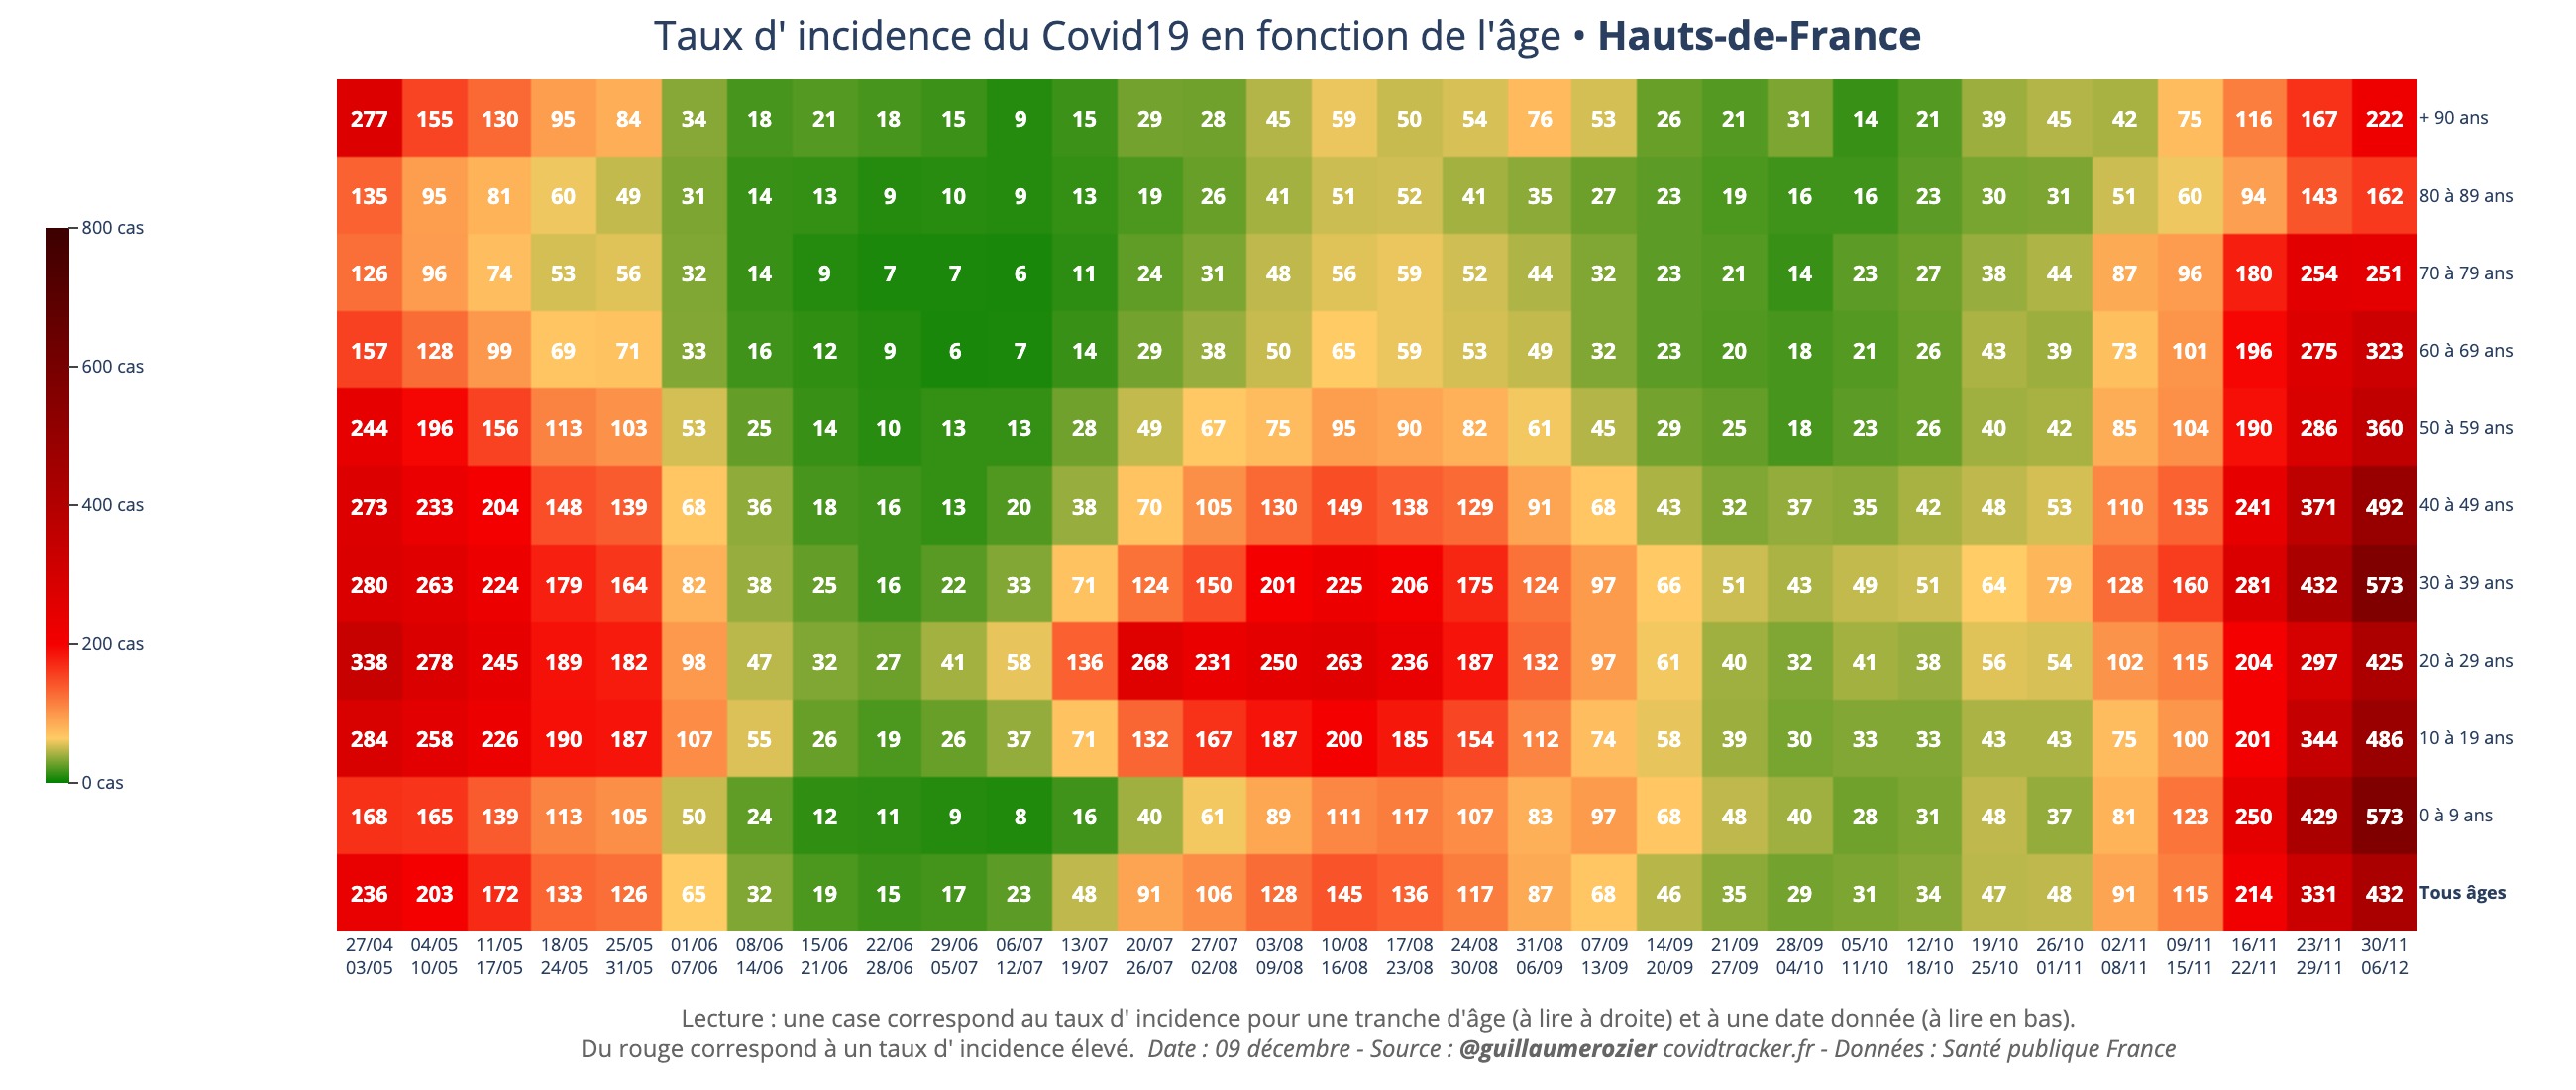 Taux d' incidence du Covid19 en fonction de l'âge • Hauts-de-France
277 155 130 95 84 34 18 21 18 15 9 15 29 28 45 59 50 54 76 53 26 21 31 14 21 39 45 42 75 116 167 222 + 90 ans
135 95 81 60 49 31 14 13 9 10 9 13 19 26 41 51 52 41 35 27 23 19 16 16 23 30 31 51 60 94 143 162 80 à 89 ans
800 cas
126 96 74 53 56 32 14 9 7 7 6 11 24 31 48 56 59 52 44 32 23 21 14 23 27 38 44 87 96 180 254 251 70 à 79 ans
157 128 99 69 71 33 16 12 9 6 7 14 29 38 50 65 59 53 49 32 23 20 18 21 26 43 39 73 101 196 275 323 60 à 69 ans
600 cas
244 196 156 113 103 53 25 14 10 13 13 28 49 67 75 95 90 82 61 45 29 25 18 23 26 40 42 85 104 190 286 360 50 à 59 ans
400 cas
273 233 204 148 139 68 36 18 16 13 20 38 70 105 130 149 138 129 91 68 43 32 37 35 42 48 53 110 135 241 371 492 40 à 49 ans
280 263 224 179 164 82 38 25 16 22 33 71 124 150 201 225 206 175 124 97 66 51 43 49 51 64 79 128 160 281 432 573 30 à 39 ans
200 cas
338 278 245 189 182 98 47 32 27 41 58 136 268 231 250 263 236 187 132 97 61 40 32 41 38 56 54 102 115 204 297 425 20 à 29 ans
284 258 226 190 187 107 55 26 19 26 37 71 132 167 187 200 185 154 112 74 58 39 30 33 33 43 43 75 100 201 344 486 10 à 19 ans
0 cas
168 165 139 113 105 50 24 12 11 9 8 16 40 61 89 111 117 107 83 97 68 48 40 28 31 48 37 81 123 250 429 573 0 à 9 ans
236 203 172 133 126 65 32 19 15 17 23 48 91 106 128 145 136 117 87 68 46 35 29 31 34 47 48 91 115 214 331 432 Tous âges
27/04 04/05 11/05 18/05 25/05 01/06 08/06 15/06 22/06 29/06 06/07 13/07 20/07 27/07 03/08 10/08 17/08 24/08 31/08 07/09 14/09 21/09 28/09 05/10 12/10 19/10 26/10 02/11 09/11 16/11 23/11 30/11
03/05 10/05 17/05 24/05 31/05 07/06 14/06 21/06 28/06 05/07 12/07 19/07 26/07 02/08 09/08 16/08 23/08 30/08 06/09 13/09 20/09 27/09 04/10 11/10 18/10 25/10 01/11 08/11 15/11 22/11 29/11 06/12
Lecture : une case correspond au taux d' incidence pour une tranche d'âge (à lire à droite) et à une date donnée (à lire en bas).
Du rouge correspond à un taux d' incidence élevé. Date : 09 décembre - Source : @guillaumerozier covidtracker.fr - Données : Santé publique France